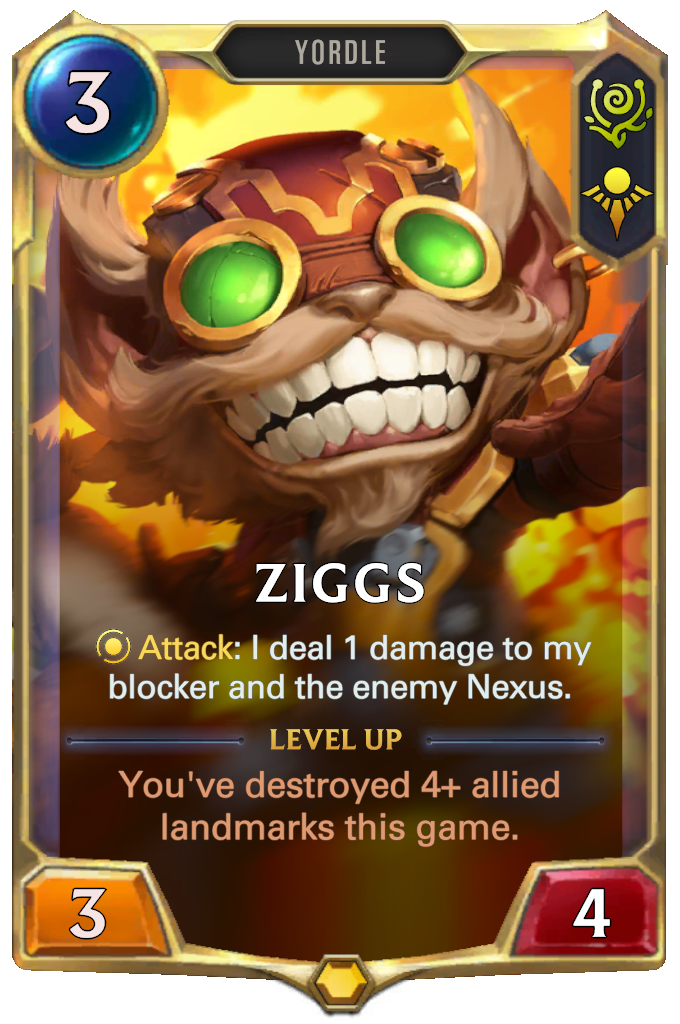 YORDLE
3
ZIGGS
Attack: I deal 1 damage to my
blocker and the enemy Nexus.
LEVEL UP
You've destroyed 4+ allied
landmarks this game.
3
4